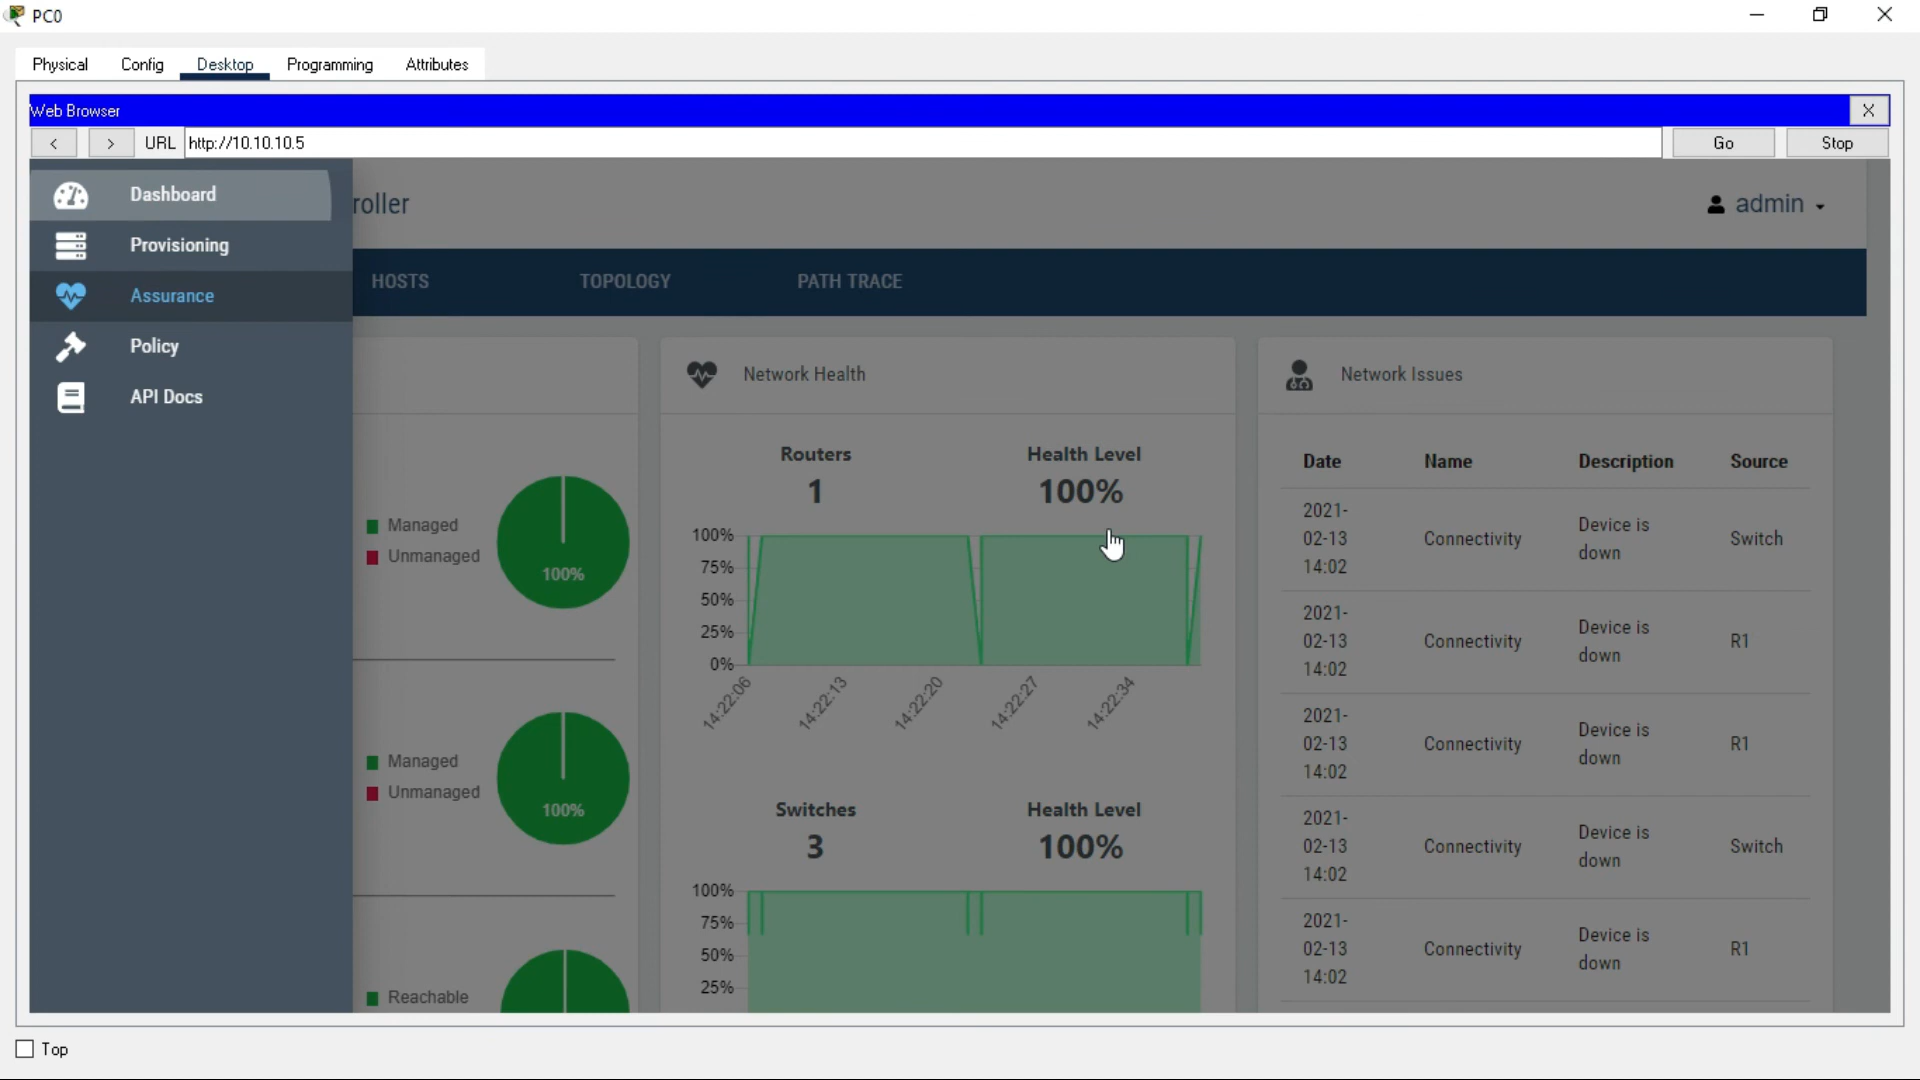 PC0
Physical Config Desktop Programming Attributes
Web Browser X
< > URL http://10.10.10.5 Go Stop
Dashboard
Provisioning
Assurance
Policy
API Docs
roller
admin
HOSTS TOPOLOGY PATH TRACE
Managed
Unmanaged
100%
Managed
Unmanaged
100%
Reachable
Network Health
Routers Health Level
1 100%
100%
75%
50%
25%
0%
14:22:06 14:22:13 14:22:20 14:22:27 14:22:34
Switches Health Level
3 100%
100%
75%
50%
25%
Network Issues
Date Name Description Source
2021-
02-13
14:02
Connectivity
Device is
down
Switch
2021-
02-13
14:02
Connectivity
Device is
down
R1
2021-
02-13
14:02
Connectivity
Device is
down
R1
2021-
02-13
14:02
Connectivity
Device is
down
Switch
2021-
02-13
14:02
Connectivity
Device is
down
R1
Top